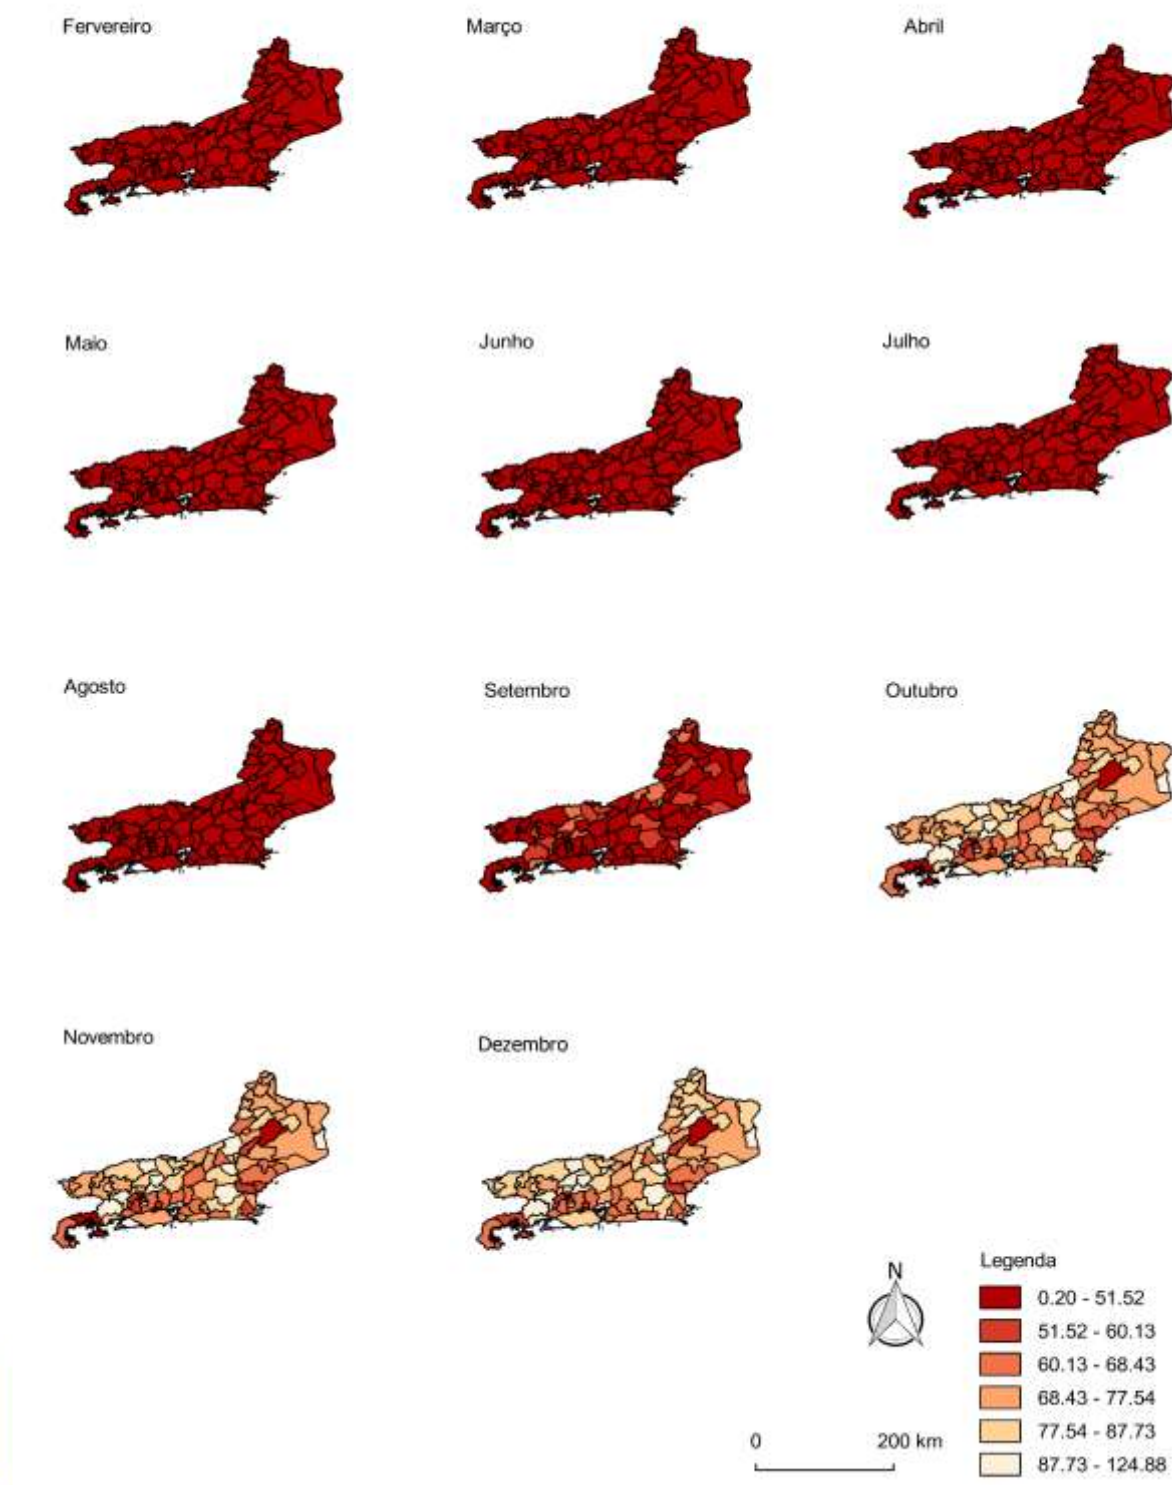 Fervereiro
Março
Abril
Maio
Junho
Julho
Agosto
Setembro
Outubro
Novembro
Dezembro
N
0 200 km
Legenda
0.20 - 51.52
51.52 - 60.13
60.13 - 68.43
68.43 - 77.54
77.54 - 87.73
87.73 - 124.88